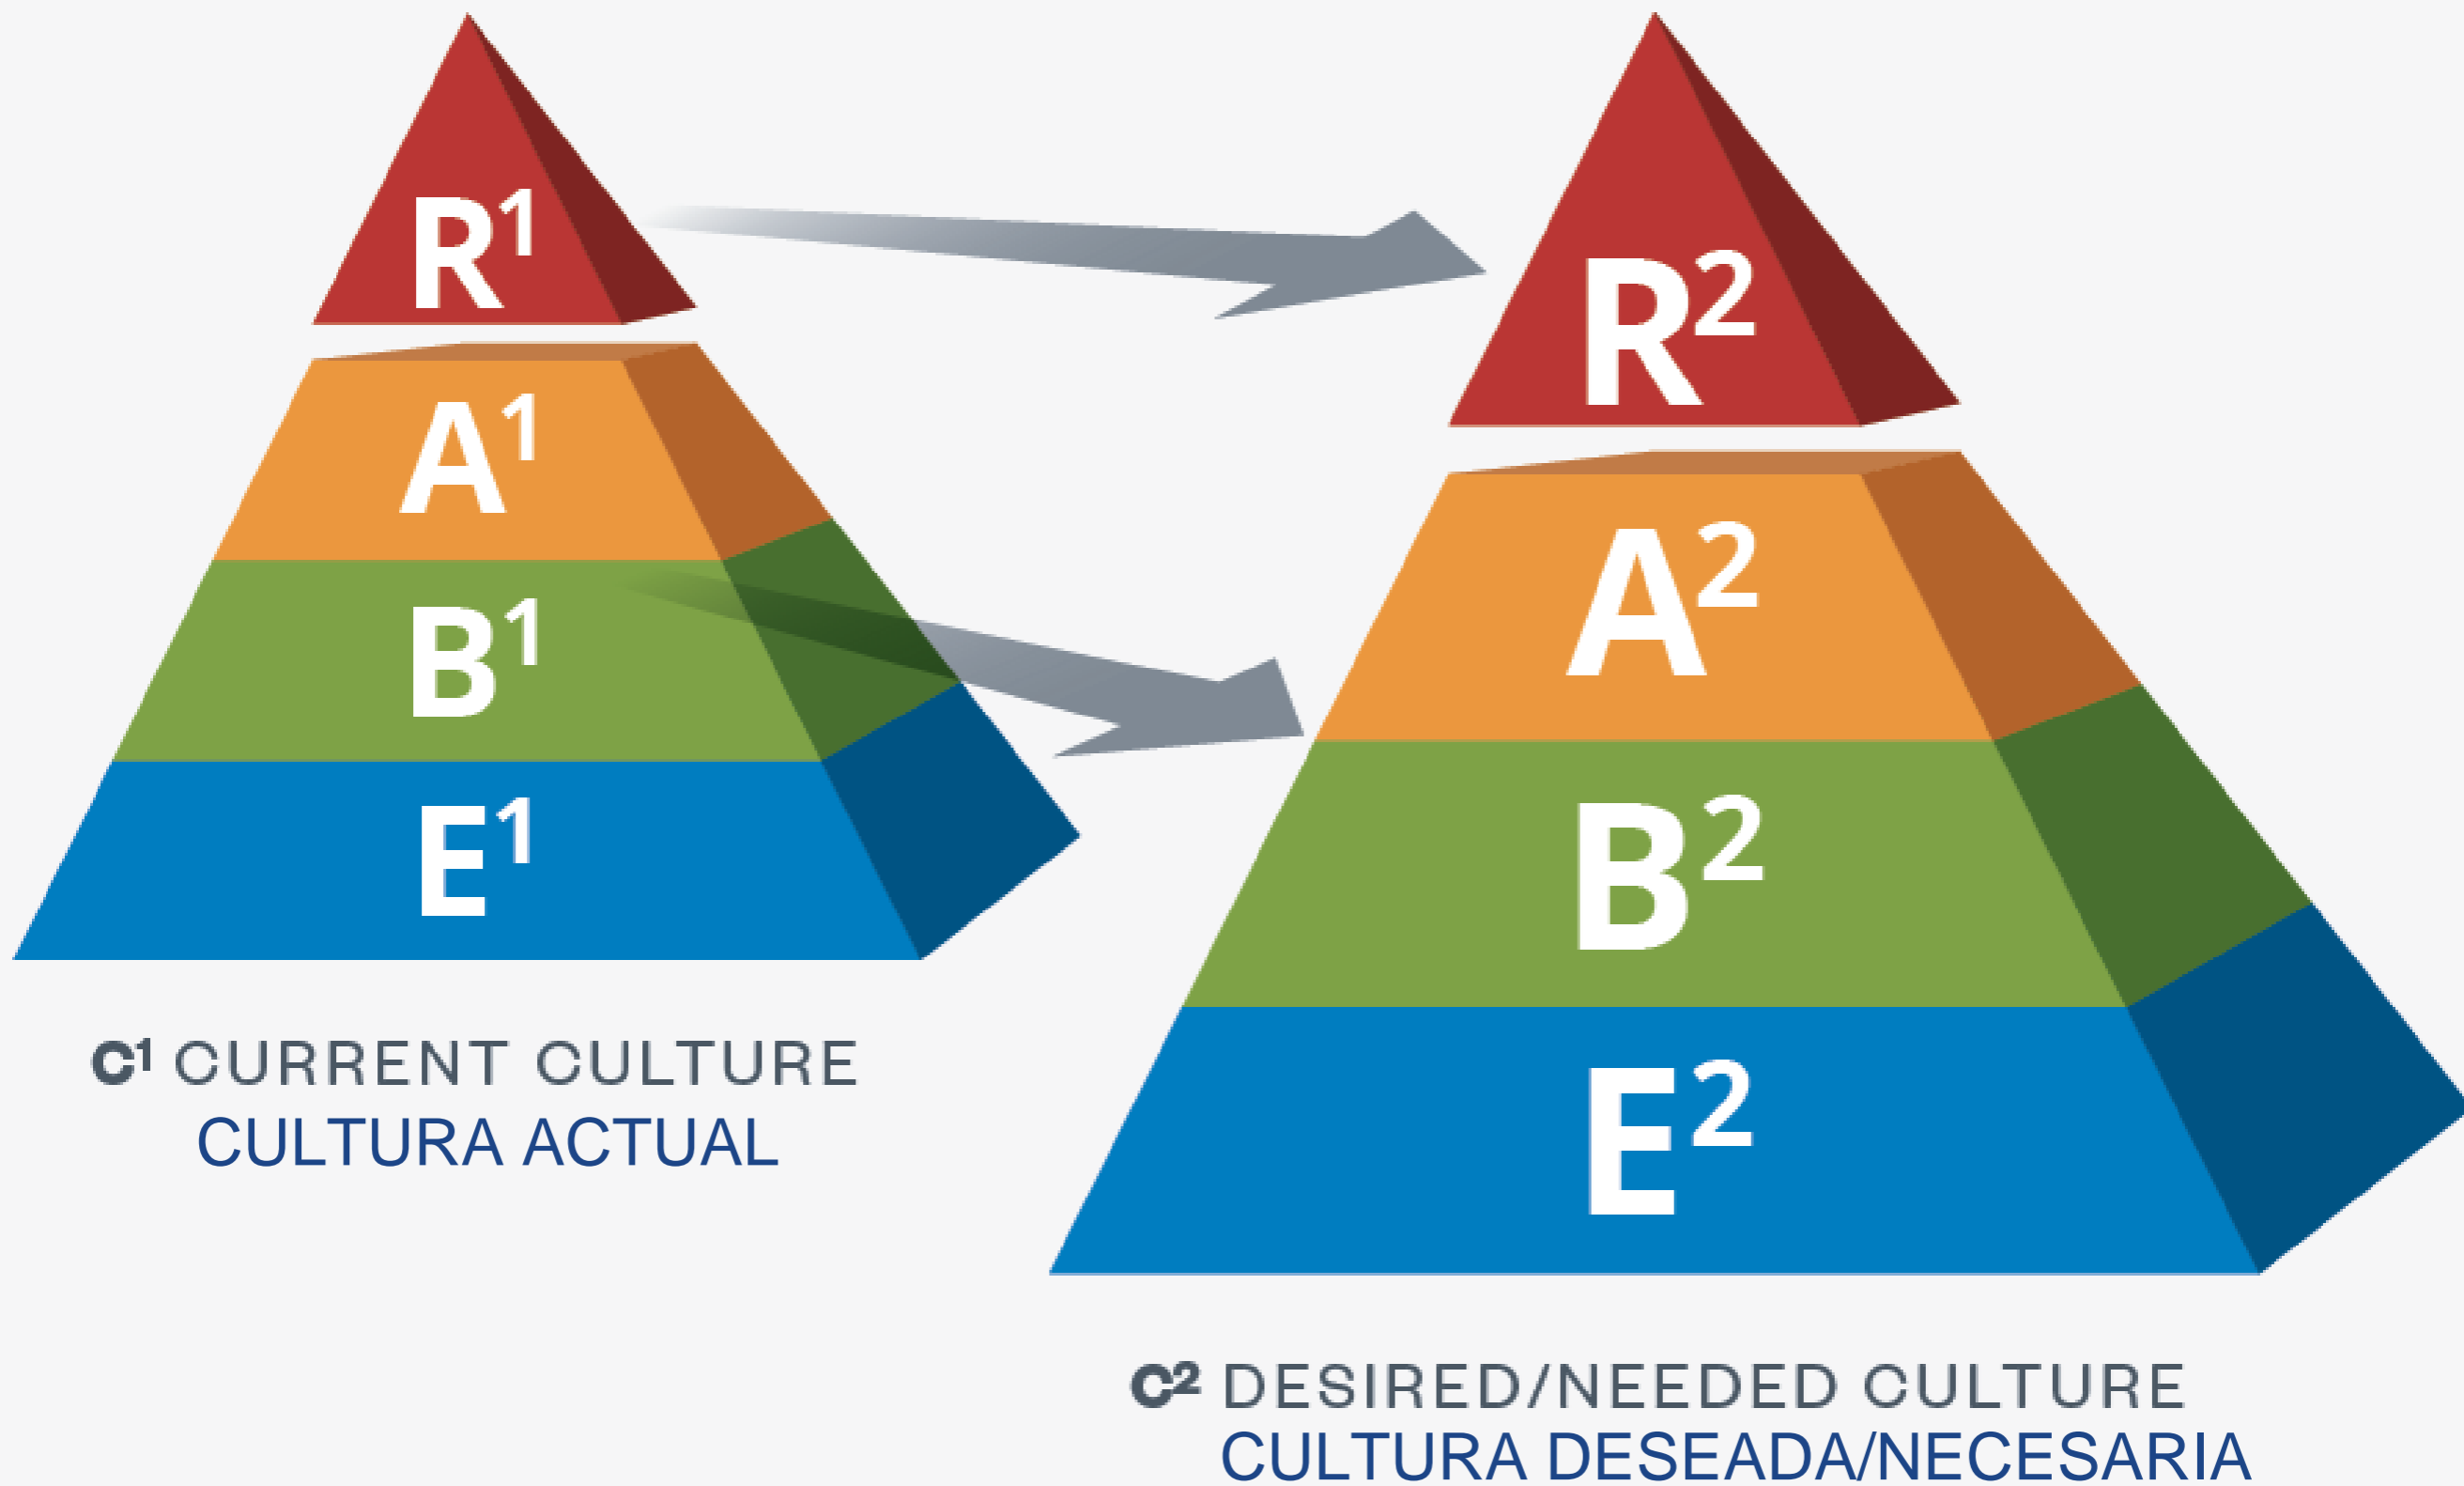 R¹
A¹
B¹
E¹
C¹ CURRENT CULTURE
CULTURA ACTUAL
R²
A²
B²
E²
C² DESIRED/NEEDED CULTURE
CULTURA DESEADA/NECESARIA